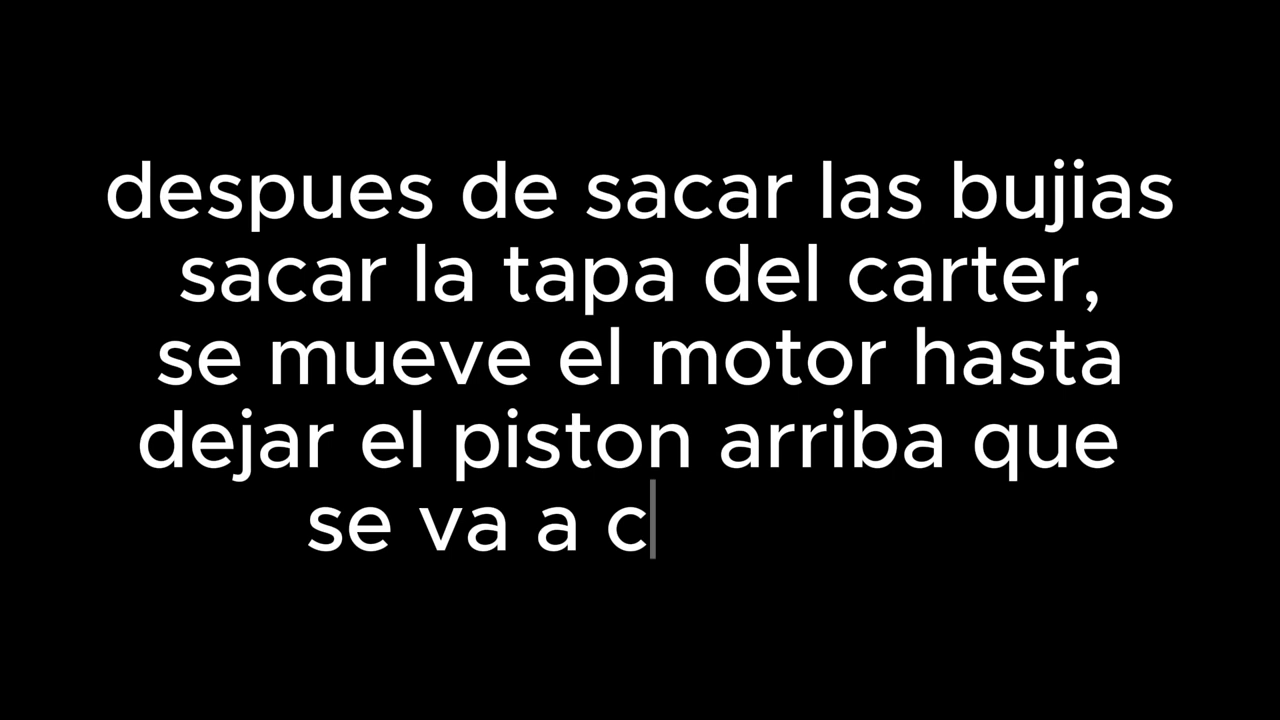 despues de sacar las bujias
sacar la tapa del carter,
se mueve el motor hasta
dejar el piston arriba que
se va a c